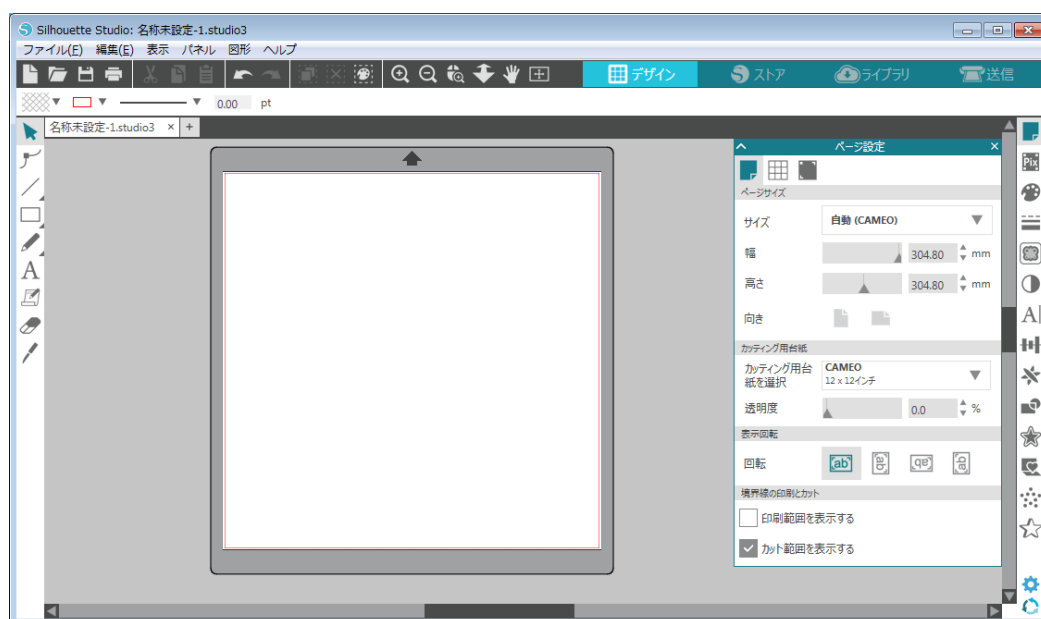 Silhouette Studio: 名称未設定-1.studio3
ファイル(F) 編集(E) 表示 パネル 図形 ヘルプ
デザイン ストア ライブラリ 送信
0.00 pt
名称未設定-1.studio3 × +
ページ設定
Pix
ページサイズ
サイズ 自動 (CAMEO)
幅 304.80 mm
高さ 304.80 mm
向き
カッティング用台紙
カッティング用台紙を選択
CAMEO
12 x 12インチ
透明度 0.0 %
表示回転
回転 ab ab ab ab
境界線の印刷とカット
印刷範囲を表示する
カット範囲を表示する
A
A